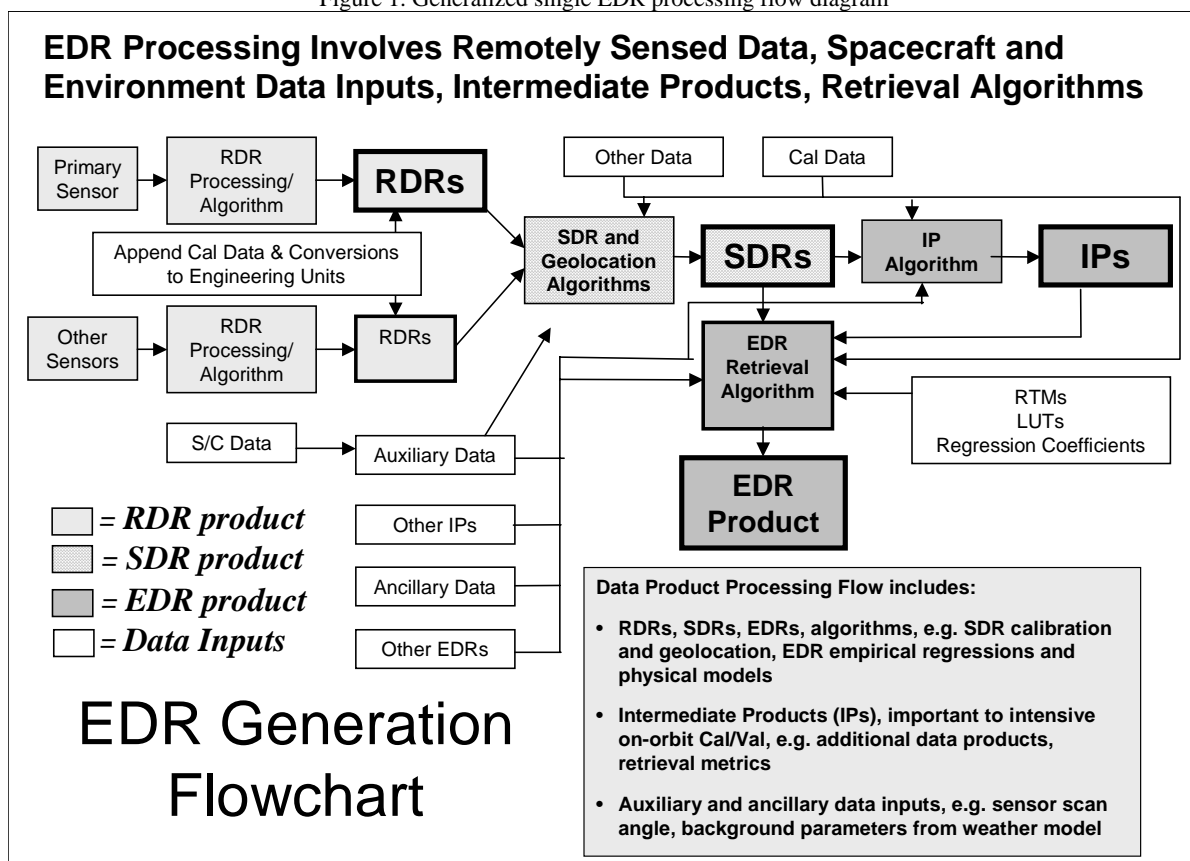 Figure 1. Generalized single EDR processing flow diagram
EDR Processing Involves Remotely Sensed Data, Spacecraft and
Environment Data Inputs, Intermediate Products, Retrieval Algorithms
Primary
Sensor
RDR
Processing/
Algorithm
RDRs
Other Data
Cal Data
Append Cal Data & Conversions
to Engineering Units
SDR and
Geolocation
Algorithms
SDRs
IP
Algorithm
IPs
Other
Sensors
RDR
Processing/
Algorithm
RDRs
EDR
Retrieval
Algorithm
RTMs
LUTs
Regression Coefficients
S/C Data
Auxiliary Data
EDR
Product
Other IPs
Ancillary Data
Other EDRs
= RDR product
= SDR product
= EDR product
= Data Inputs
EDR Generation
Flowchart
Data Product Processing Flow includes:
• RDRs, SDRs, EDRs, algorithms, e.g. SDR calibration
and geolocation, EDR empirical regressions and
physical models
• Intermediate Products (IPs), important to intensive
on-orbit Cal/Val, e.g. additional data products,
retrieval metrics
• Auxiliary and ancillary data inputs, e.g. sensor scan
angle, background parameters from weather model